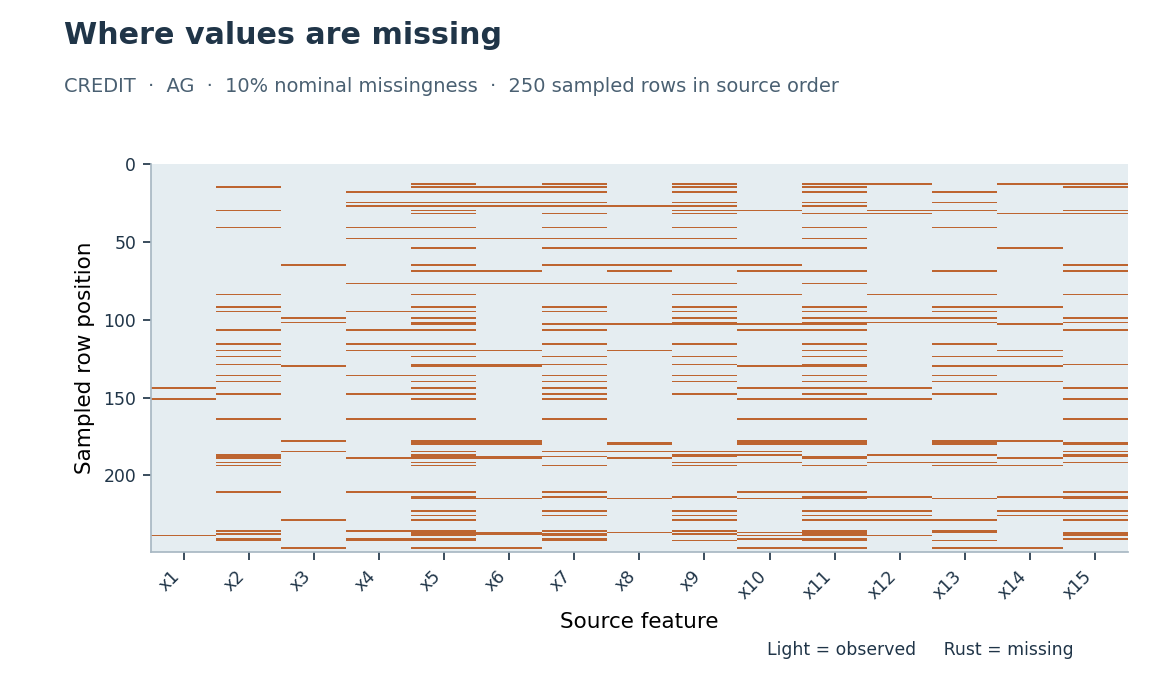 Where values are missing
CREDIT · AG · 10% nominal missingness · 250 sampled rows in source order
0
50
100
150
200
Sampled row position
x1 x2 x3 x4 x5 x6 x7 x8 x9 x10 x11 x12 x13 x14 x15
Source feature
Light = observed Rust = missing